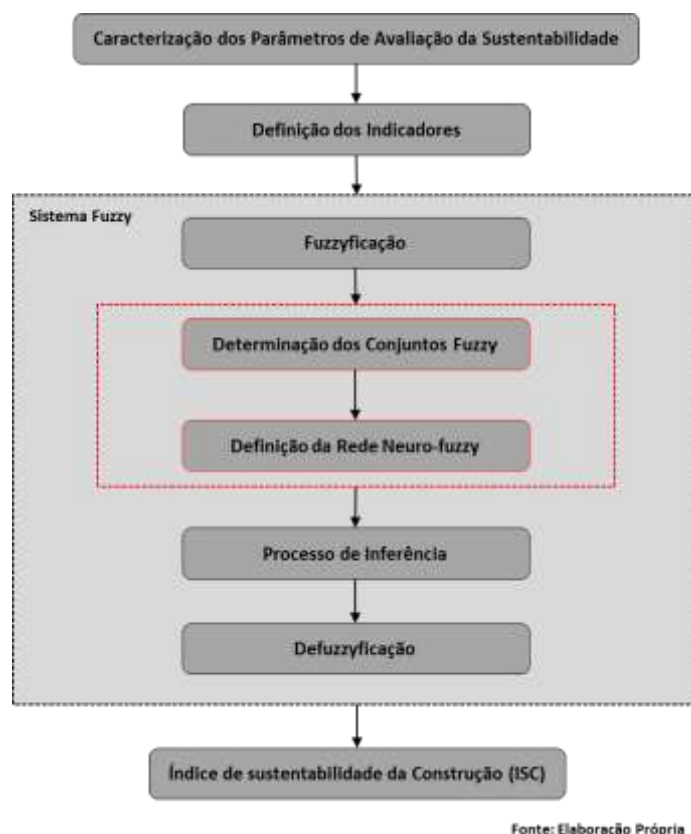 Caracterização dos Parâmetros de Avaliação da Sustentabilidade
Definição dos Indicadores
Sistema Fuzzy
Fuzzyficação
Determinação dos Conjuntos Fuzzy
Definição da Rede Neuro-fuzzy
Processo de Inferência
Defuzzyficação
Índice de sustentabilidade da Construção (ISC)
Fonte: Elaboração Própria